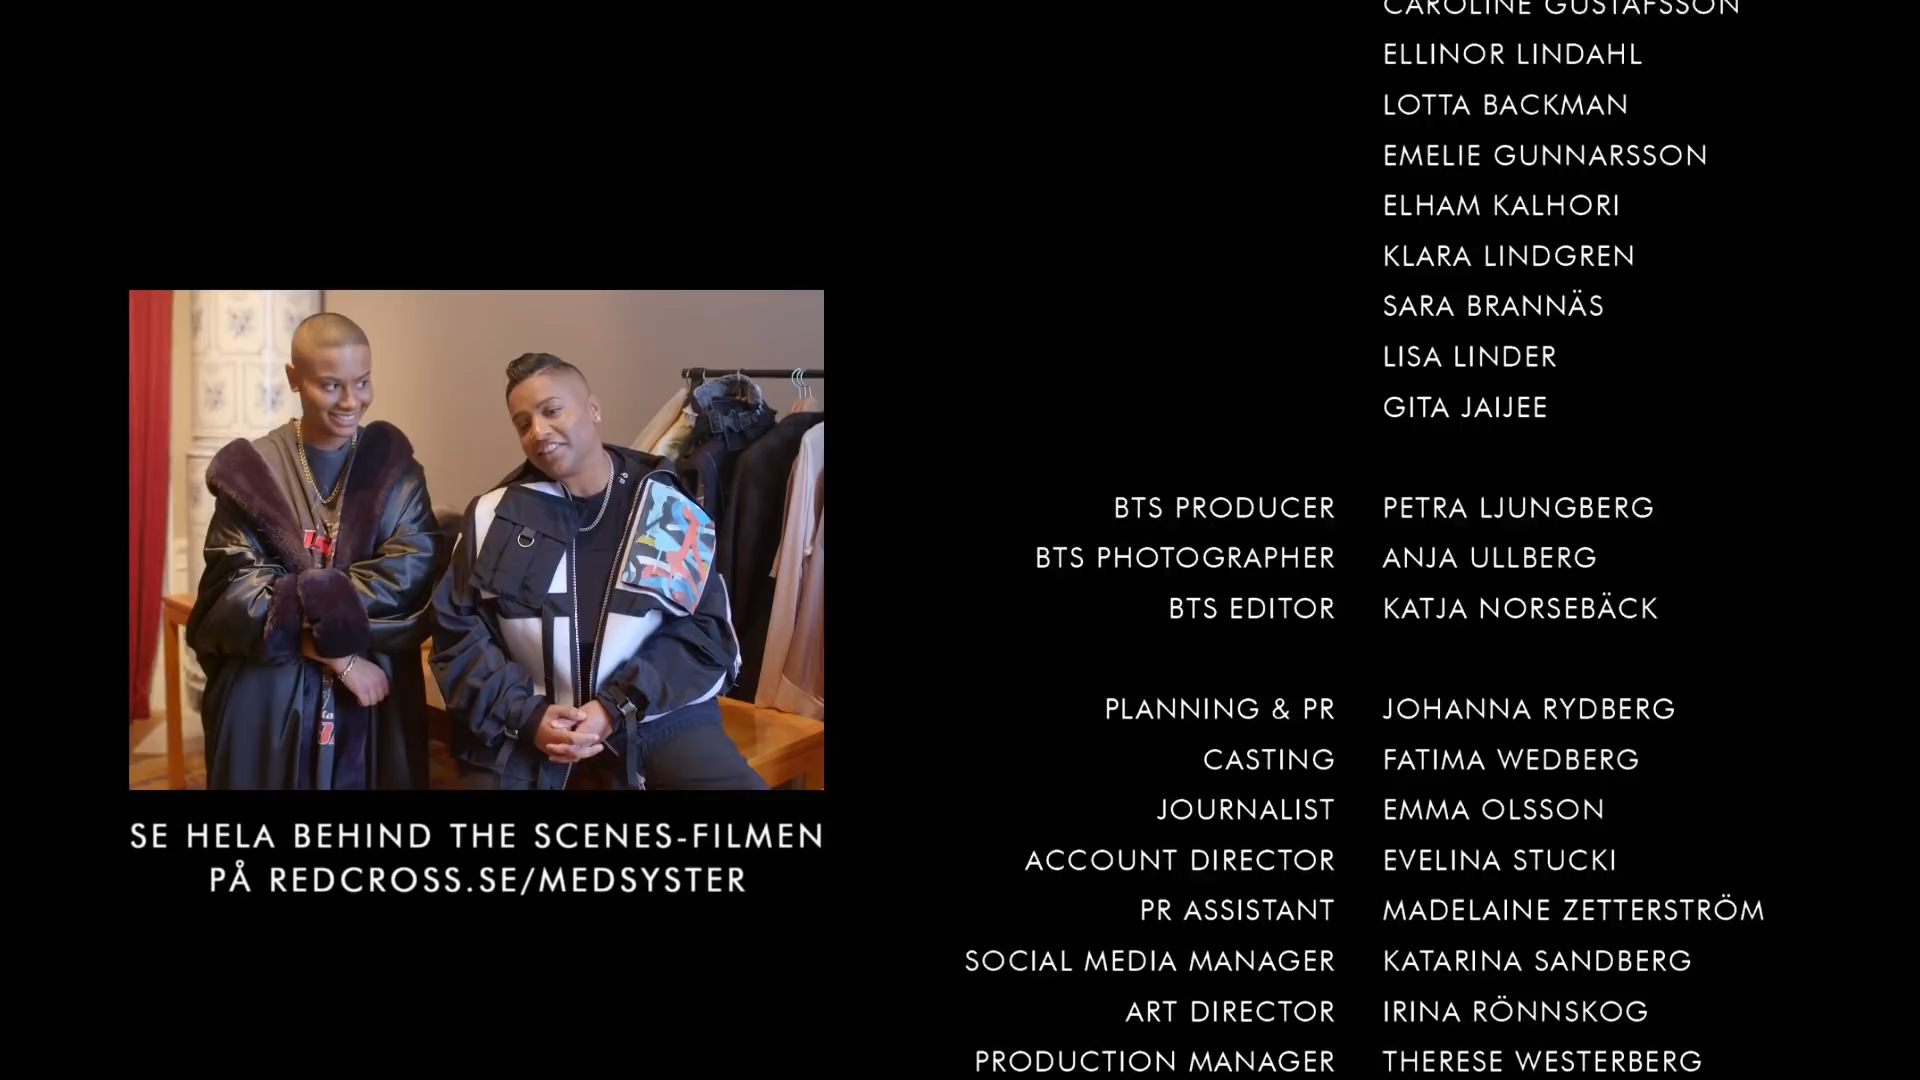 CAROLINE GUSTAFSSON
ELLINOR LINDAHL
LOTTA BACKMAN
EMELIE GUNNARSSON
ELHAM KALHORI
KLARA LINDGREN
SARA BRANNÄS
LISA LINDER
GITA JAIJEE
BTS PRODUCER PETRA LJUNGBERG
BTS PHOTOGRAPHER ANJA ULLBERG
BTS EDITOR KATJA NORSEBÄCK
PLANNING & PR JOHANNA RYDBERG
CASTING FATIMA WEDBERG
JOURNALIST EMMA OLSSON
ACCOUNT DIRECTOR EVELINA STUCKI
PR ASSISTANT MADELAINE ZETTERSTRÖM
SOCIAL MEDIA MANAGER KATARINA SANDBERG
ART DIRECTOR IRINA RÖNNSKOG
PRODUCTION MANAGER THERESE WESTERBERG
SE HELA BEHIND THE SCENES-FILMEN
PÅ REDCROSS.SE/MEDSYSTER